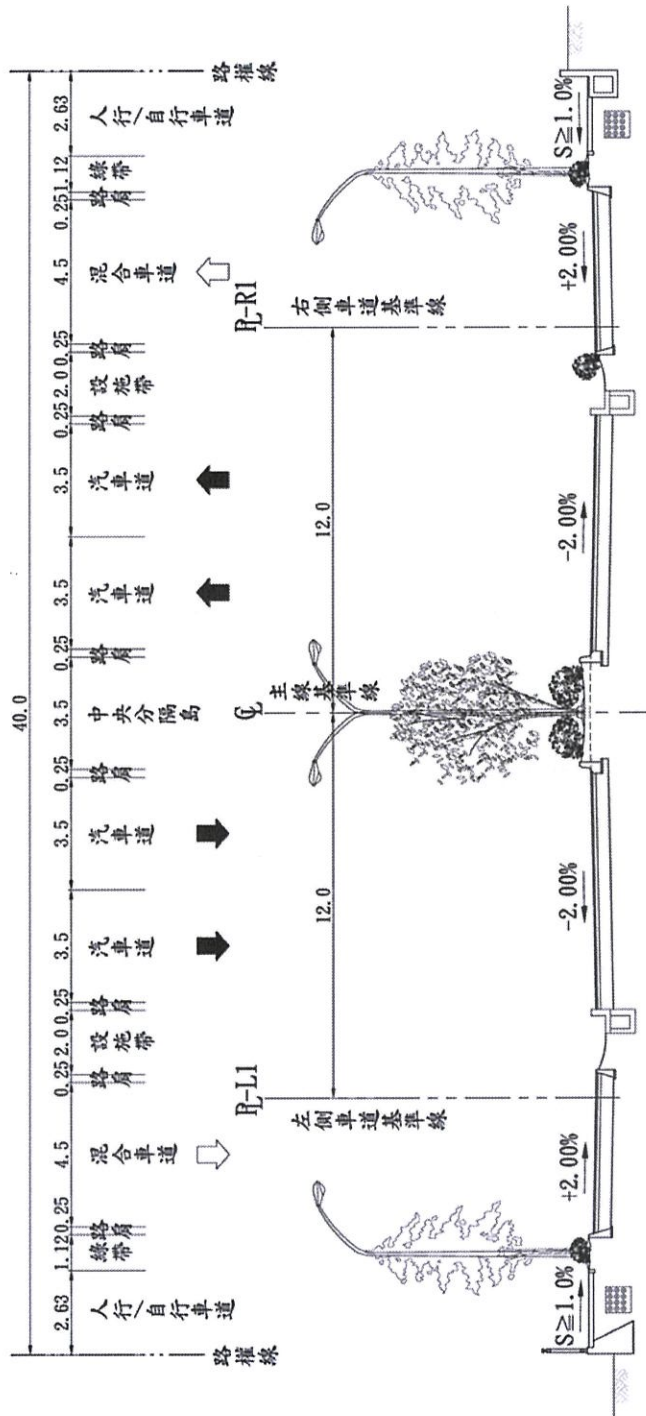 40.0
2.63 1.12 0.25 4.5 0.25 2.0 0.25 3.5 3.5 0.25 3.5 0.25 3.5 3.5 0.25 2.0 0.25 4.5 0.25 1.12 2.63
人行/自行車道
綠帶
路肩
混合車道
路肩
設施帶
路肩
汽車道
汽車道
路肩
中央分隔島
路肩
汽車道
汽車道
路肩
設施帶
路肩
混合車道
路肩
綠帶
人行/自行車道
路權線
PL-L1
左側車道基準線
CL
主線基準線
PL-R1
右側車道基準線
路權線
12.0
12.0
S≧1.0%
+2.00%
-2.00%
-2.00%
+2.00%
S≧1.0%